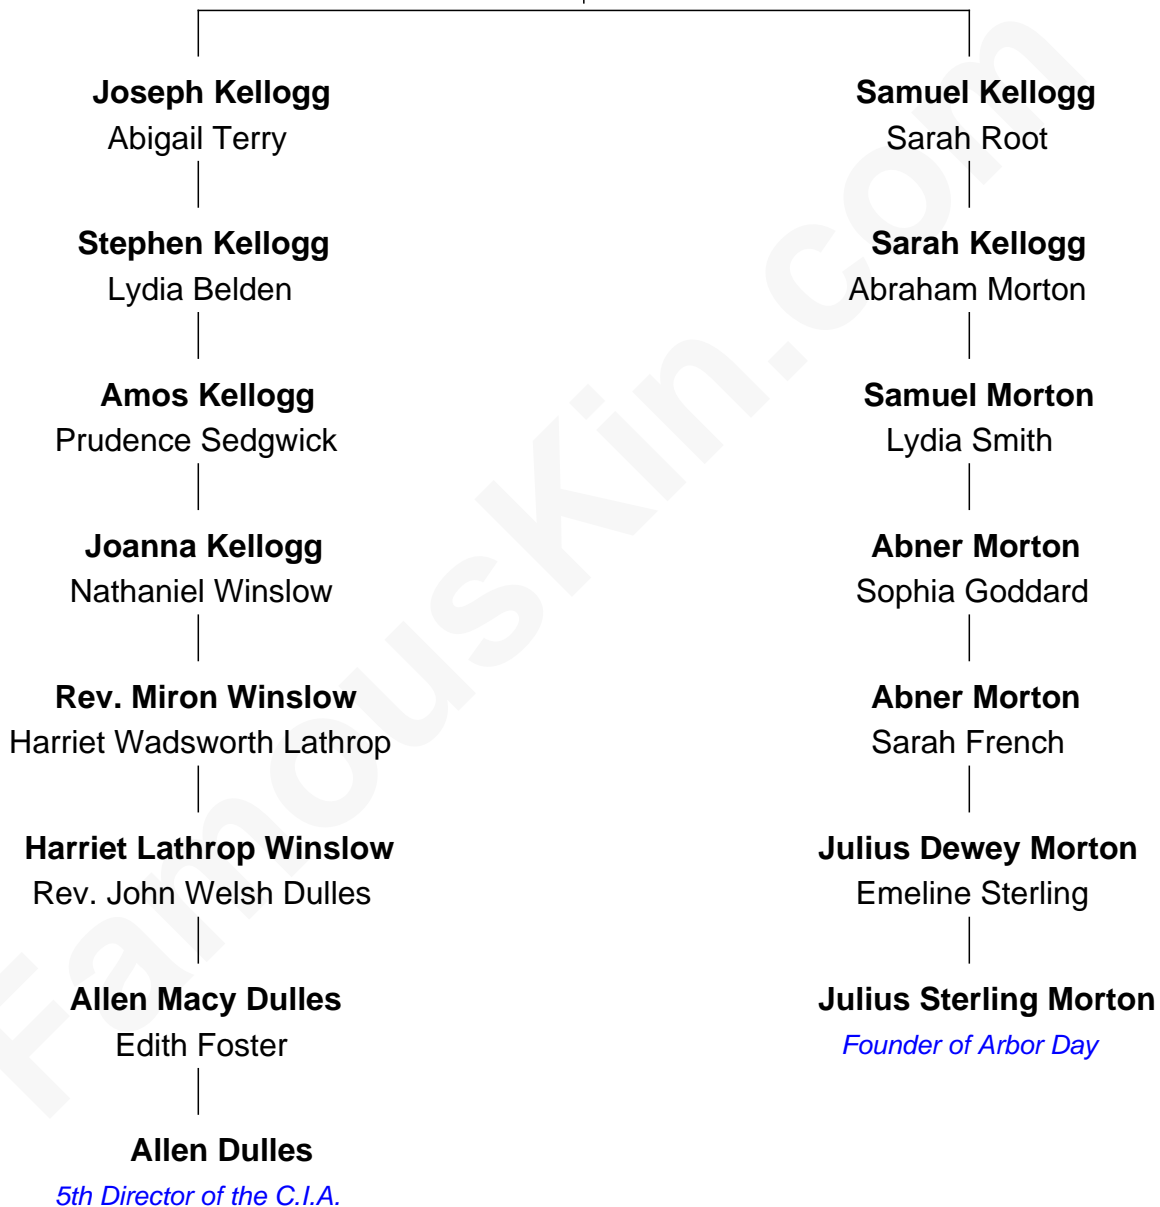 Joseph Kellogg
Abigail Terry
Stephen Kellogg
Lydia Belden
Amos Kellogg
Prudence Sedgwick
Joanna Kellogg
Nathaniel Winslow
Rev. Miron Winslow
Harriet Wadsworth Lathrop
Harriet Lathrop Winslow
Rev. John Welsh Dulles
Allen Macy Dulles
Edith Foster
Allen Dulles
5th Director of the C.I.A.
Samuel Kellogg
Sarah Root
Sarah Kellogg
Abraham Morton
Samuel Morton
Lydia Smith
Abner Morton
Sophia Goddard
Abner Morton
Sarah French
Julius Dewey Morton
Emeline Sterling
Julius Sterling Morton
Founder of Arbor Day
FamousKin.com